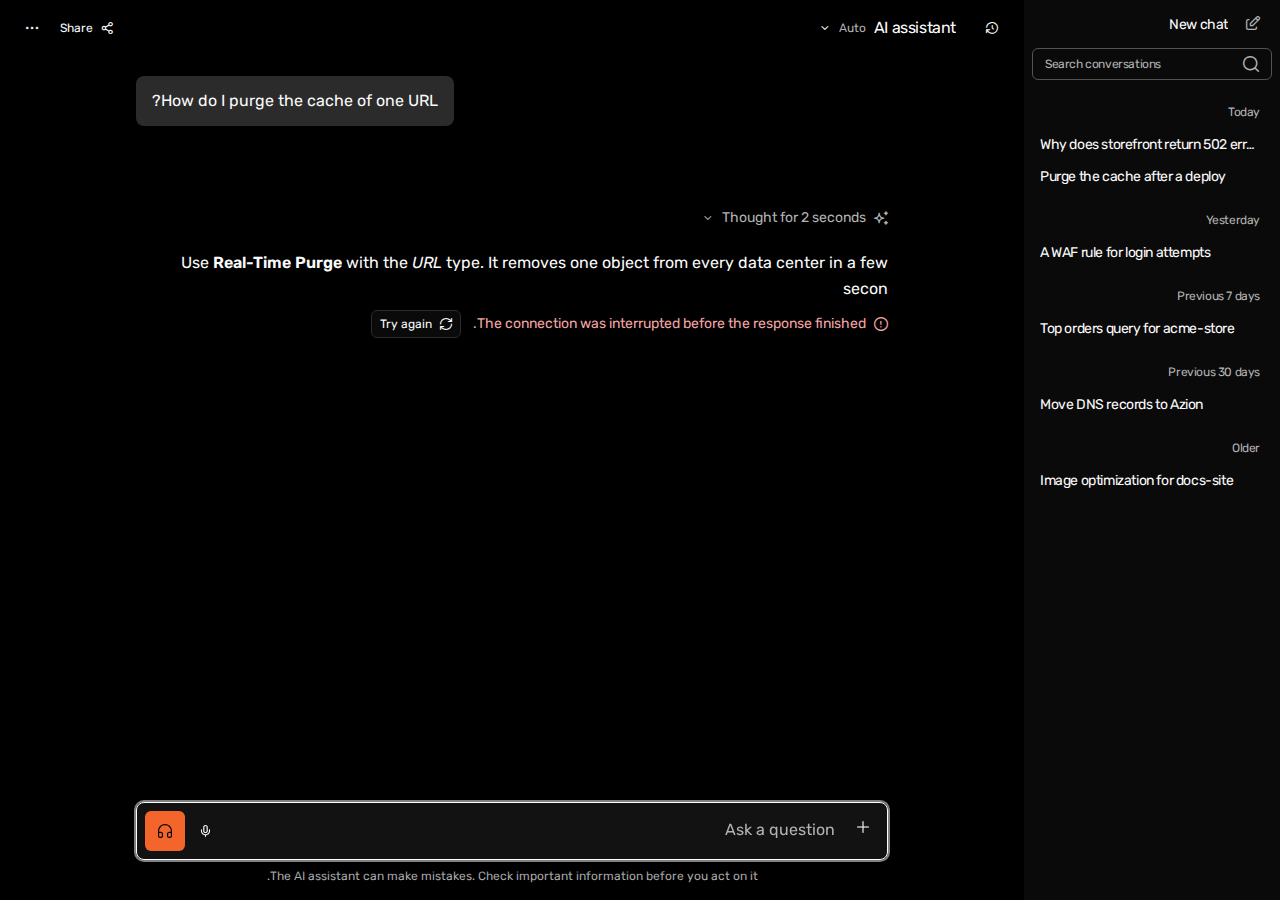 Share
Auto
AI assistant
New chat
Search conversations
Today
Why does storefront return 502 err...
Purge the cache after a deploy
Yesterday
A WAF rule for login attempts
Previous 7 days
Top orders query for acme-store
Previous 30 days
Move DNS records to Azion
Older
Image optimization for docs-site
?How do I purge the cache of one URL
Thought for 2 seconds
Use Real-Time Purge with the URL type. It removes one object from every data center in a few
secon
.The connection was interrupted before the response finished
Try again
Ask a question
.The AI assistant can make mistakes. Check important information before you act on it